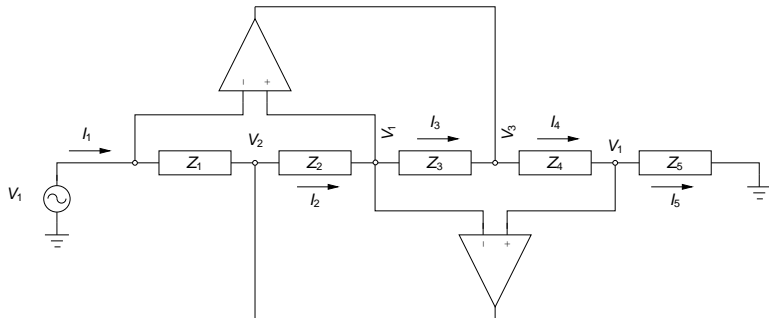 − +
I1 V2 V1 I3 V3 I4 V1
Z1 Z2 Z3 Z4 Z5
V1 I2 I5
− +